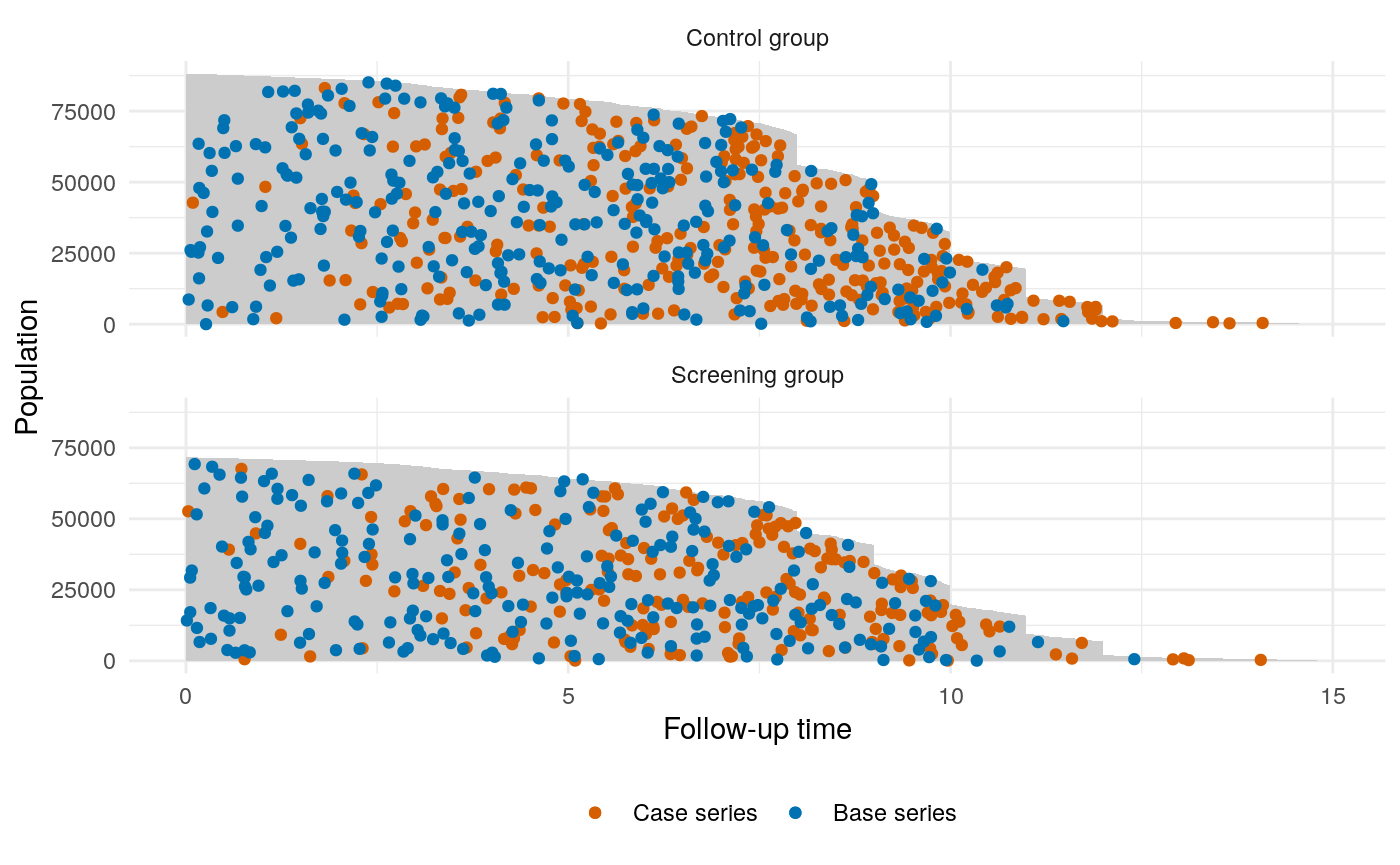 Control group
75000
50000
25000
0
Population
Screening group
75000
50000
25000
0
0 5 10 15
Follow-up time
Case series Base series